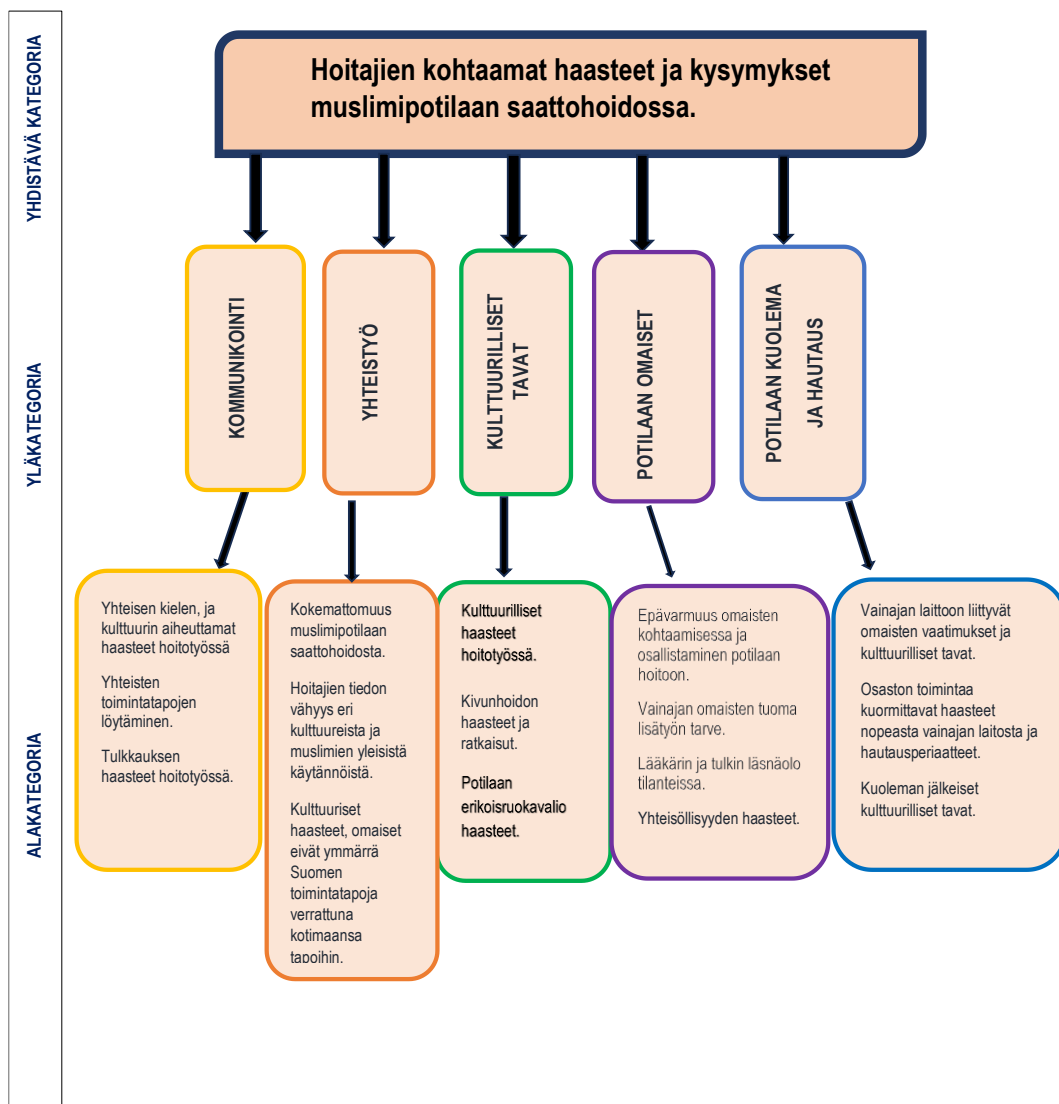 YHDISTÄVÄ KATEGORIA
Hoitajien kohtaamat haasteet ja kysymykset
muslimipotilaan saattohoidossa.
YLÄKATEGORIA
KOMMUNIKOINTI
YHTEISTYÖ
KULTTUURILLISET
TAVAT
POTILAAN OMAISET
POTILAAN KUOLEMA
JA HAUTAUS
ALAKATEGORIA
Yhteisen kielen, ja
kulttuurin aiheuttamat
haasteet hoitotyössä
Yhteisten
toimintatapojen
löytäminen.
Tulkkauksen
haasteet hoitotyössä.
Kokemattomuus
muslimipotilaan
saattohoidosta.
Hoitajien tiedon
vähyys eri
kulttuureista ja
muslimien yleisistä
käytännöistä.
Kulttuuriset
haasteet, omaiset
eivät ymmärrä
Suomen
toimintatapoja
verrattuna
kotimaansa
tapoihin.
Kulttuurilliset
haasteet
hoitotyössä.
Kivunhoidon
haasteet ja
ratkaisut.
Potilaan
erikoisruokavalio
haasteet.
Epävarmuus omaisten
kohtaamisessa ja
osallistaminen potilaan
hoitoon.
Vainajan omaisten tuoma
lisätyön tarve.
Lääkärin ja tulkin läsnäolo
tilanteissa.
Yhteisöllisyyden haasteet.
Vainajan laittoon liittyvät
omaisten vaatimukset ja
kulttuurilliset tavat.
Osaston toimintaa
kuormittavat haasteet
nopeasta vainajan laitosta ja
hautausperiaatteet.
Kuoleman jälkeiset
kulttuurilliset tavat.